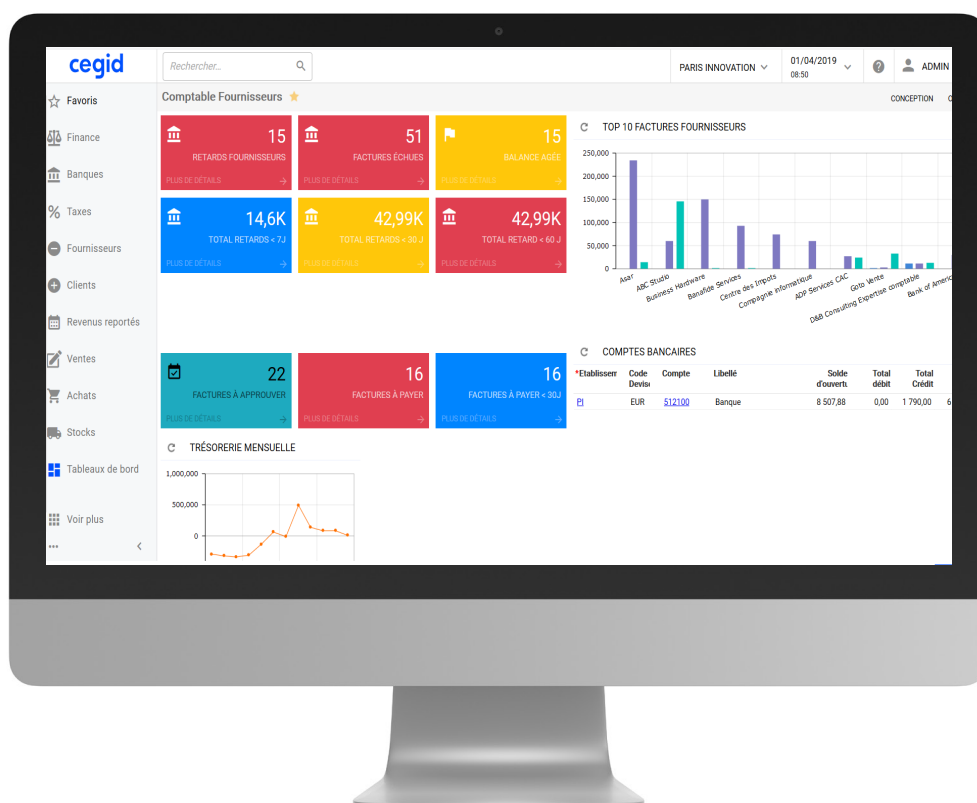 cegid
Rechercher...
PARIS INNOVATION
01/04/2019
08:50
ADMIN
Favoris
Finance
Banques
Taxes
Fournisseurs
Clients
Revenus reportés
Ventes
Achats
Stocks
Tableaux de bord
Voir plus
Comptable Fournisseurs
CONCEPTION
15
RETARDS FOURNISSEURS
PLUS DE DÉTAILS
51
FACTURES ÉCHUES
PLUS DE DÉTAILS
15
BALANCE AGÉE
PLUS DE DÉTAILS
14,6K
TOTAL RETARDS < 7J
PLUS DE DÉTAILS
42,99K
TOTAL RETARDS < 30 J
PLUS DE DÉTAILS
42,99K
TOTAL RETARD < 60 J
PLUS DE DÉTAILS
22
FACTURES À APPROUVER
PLUS DE DÉTAILS
16
FACTURES À PAYER
PLUS DE DÉTAILS
16
FACTURES À PAYER < 30J
PLUS DE DÉTAILS
TRÉSORERIE MENSUELLE
1,000,000
500,000
0
TOP 10 FACTURES FOURNISSEURS
250,000
200,000
150,000
100,000
50,000
0
Asar
ABC Studio
Business Hardware
Banafide Services
Centre des Impots
Compagnie informatique
ADP Services CAC
Goto Vente
D&B Consulting Expertise comptable
Bank of Americ
COMPTES BANCAIRES
*Etablissem Code Devise Compte Libellé Solde d'ouvert Total débit Total Crédit
PI EUR 512100 Banque 8 507,88 0,00 1 790,00 6